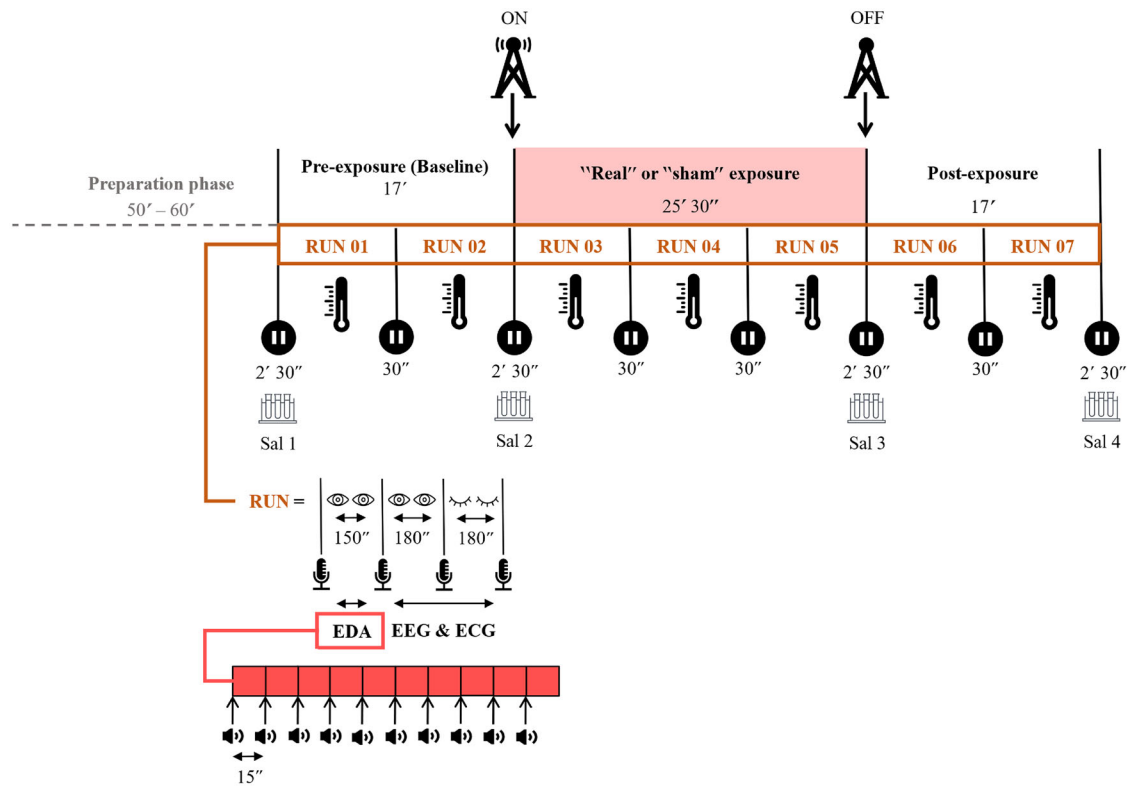 ON
OFF
Preparation phase
50′ – 60′
Pre-exposure (Baseline)
17′
‶Real″ or ‶sham″ exposure
25′ 30″
Post-exposure
17′
RUN 01
RUN 02
RUN 03
RUN 04
RUN 05
RUN 06
RUN 07
2′ 30″
30″
2′ 30″
30″
30″
2′ 30″
30″
2′ 30″
Sal 1
Sal 2
Sal 3
Sal 4
RUN =
150″
180″
180″
EDA
EEG & ECG
15″